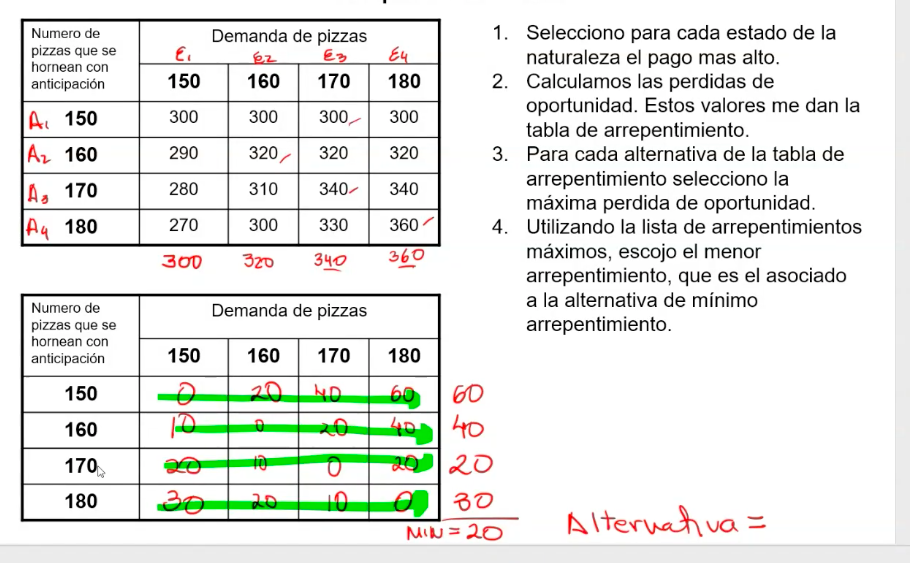 Numero de pizzas que se hornean con anticipación
Demanda de pizzas
E1 E2 E3 E4
150 160 170 180
A1 150 300 300 300 300
A2 160 290 320 320 320
A3 170 280 310 340 340
A4 180 270 300 330 360
300 320 340 360
Numero de pizzas que se hornean con anticipación
Demanda de pizzas
150 160 170 180
150 0 20 40 60 60
160 10 0 20 40 40
170 20 10 0 20 20
180 30 20 10 0 30
MIN = 20
Alternativa =
1. Selecciono para cada estado de la
naturaleza el pago mas alto.
2. Calculamos las perdidas de
oportunidad. Estos valores me dan la
tabla de arrepentimiento.
3. Para cada alternativa de la tabla de
arrepentimiento selecciono la
máxima perdida de oportunidad.
4. Utilizando la lista de arrepentimientos
máximos, escojo el menor
arrepentimiento, que es el asociado
a la alternativa de mínimo
arrepentimiento.